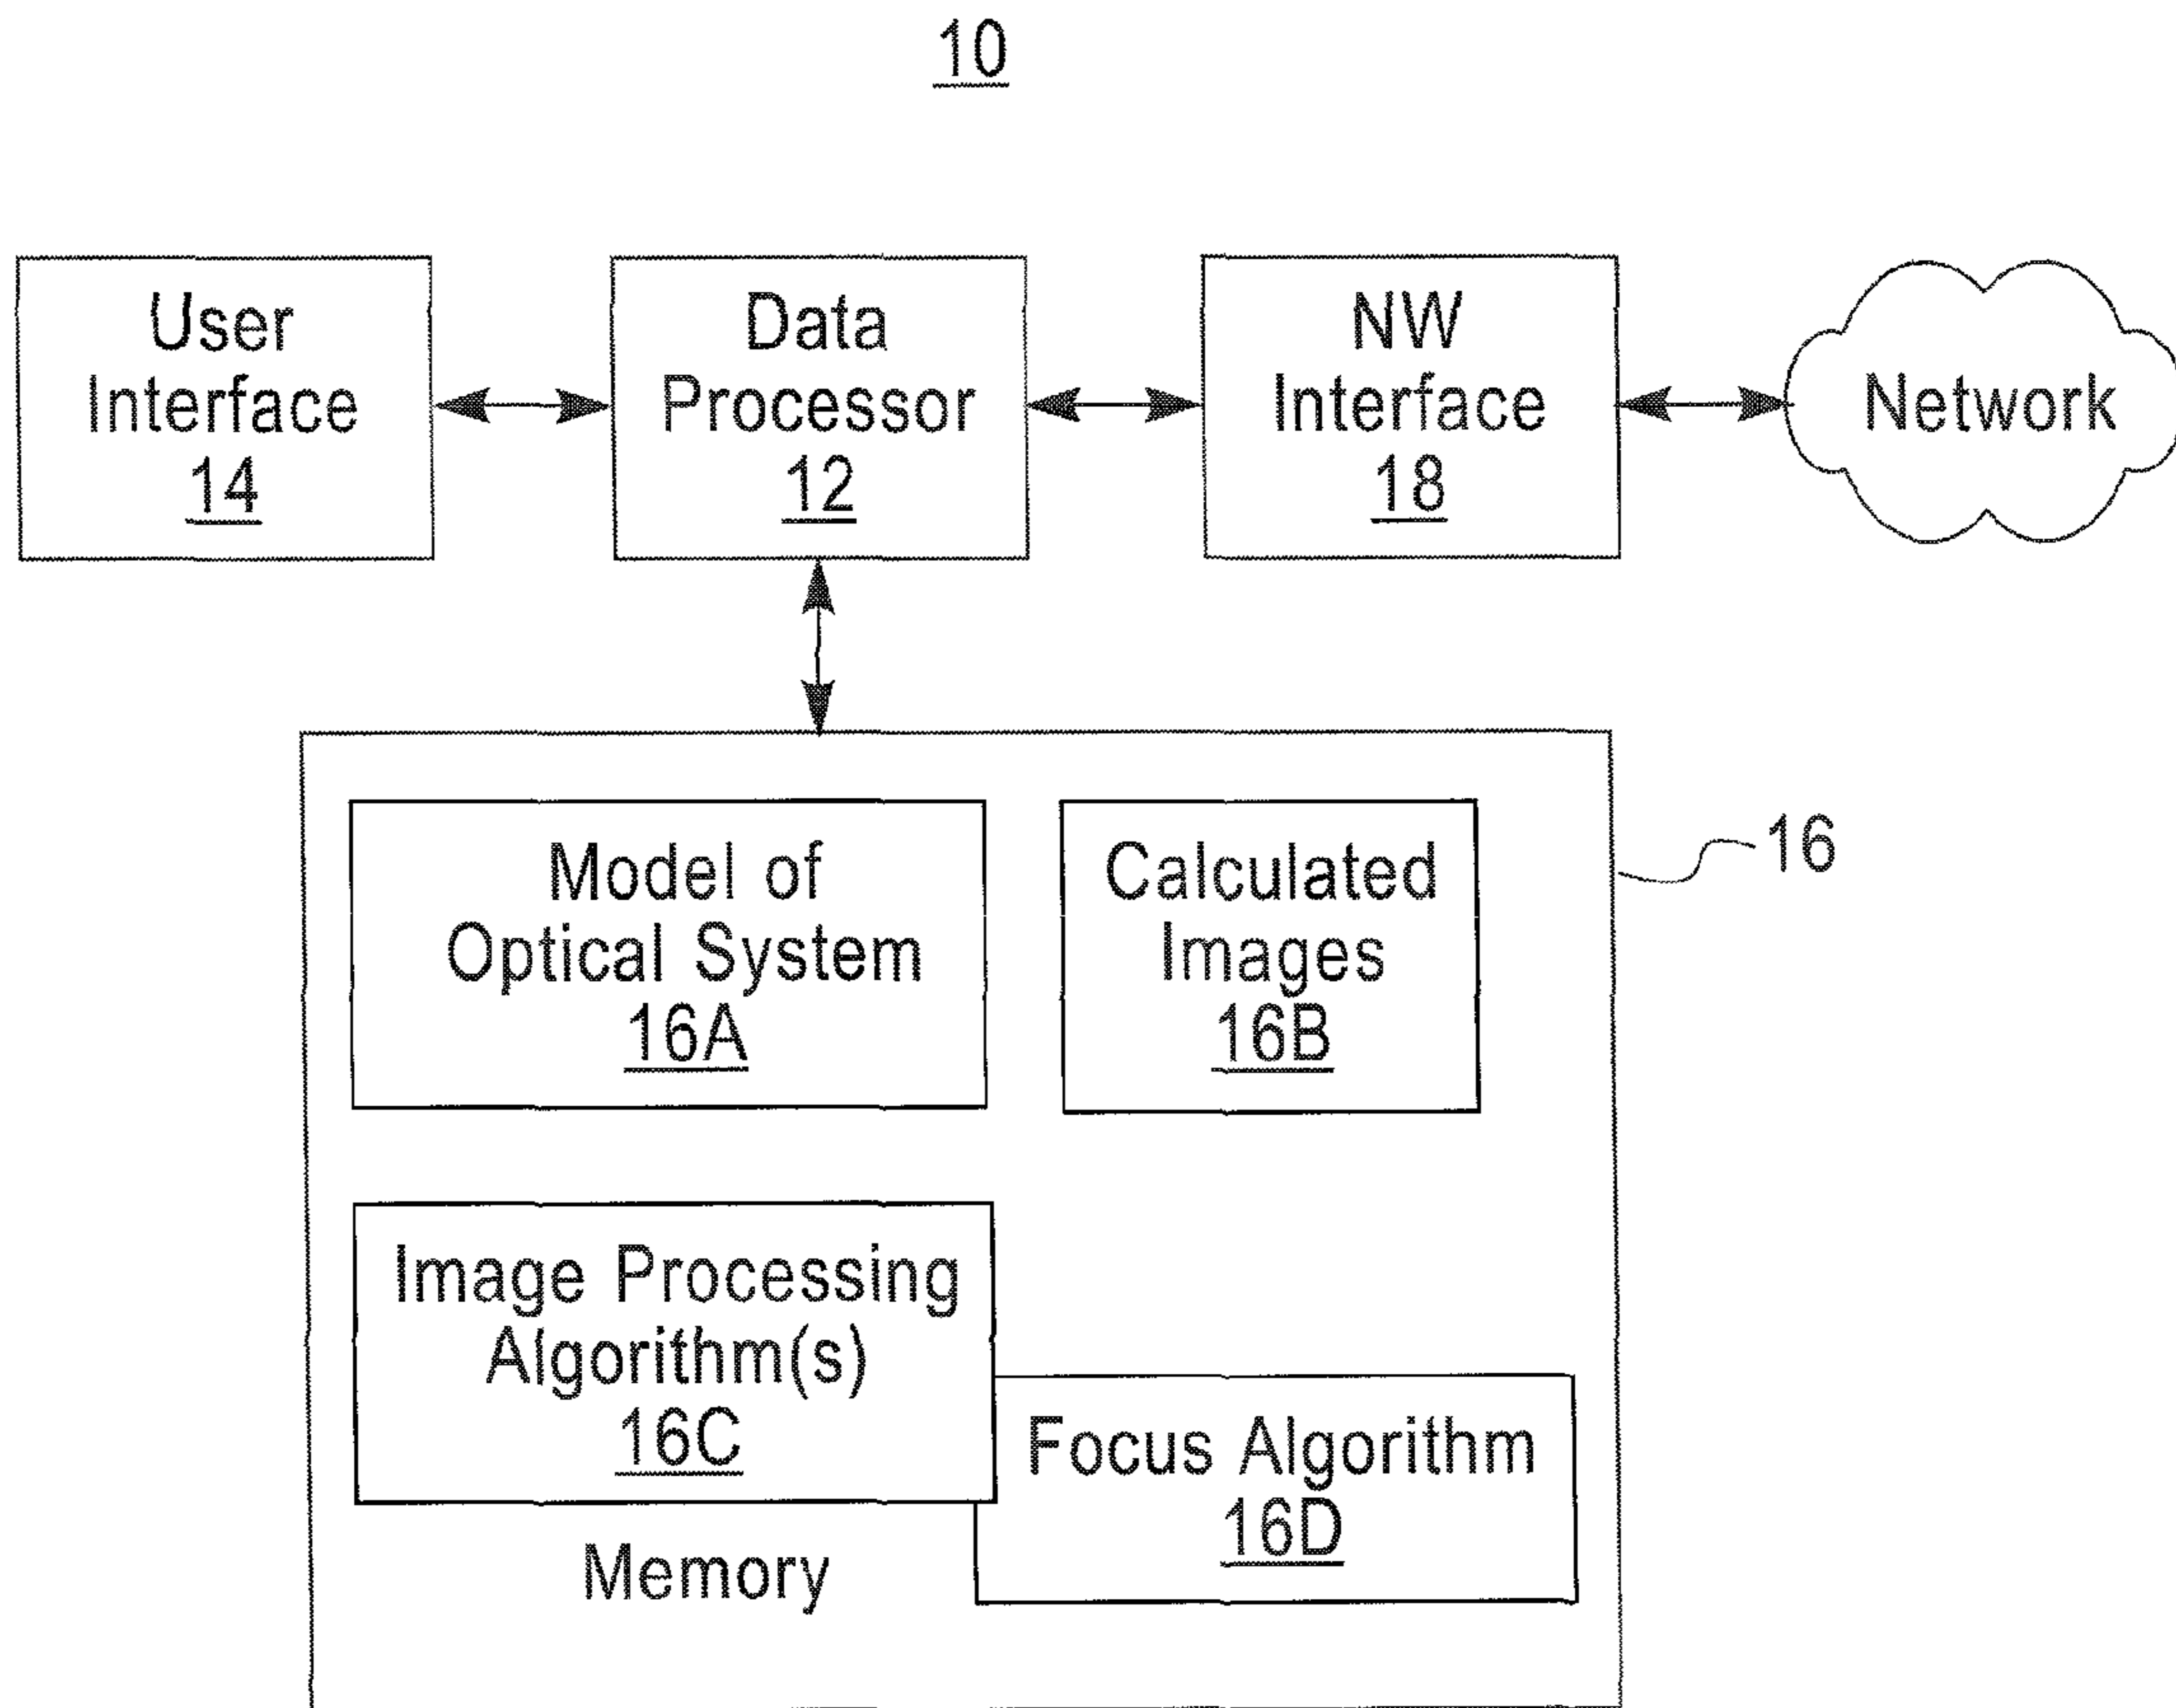 10
User
Interface
14
Data
Processor
12
NW
Interface
18
Network
Model of
Optical System
16A
Calculated
Images
16B
16
Image Processing
Algorithm(s)
16C
Focus Algorithm
16D
Memory